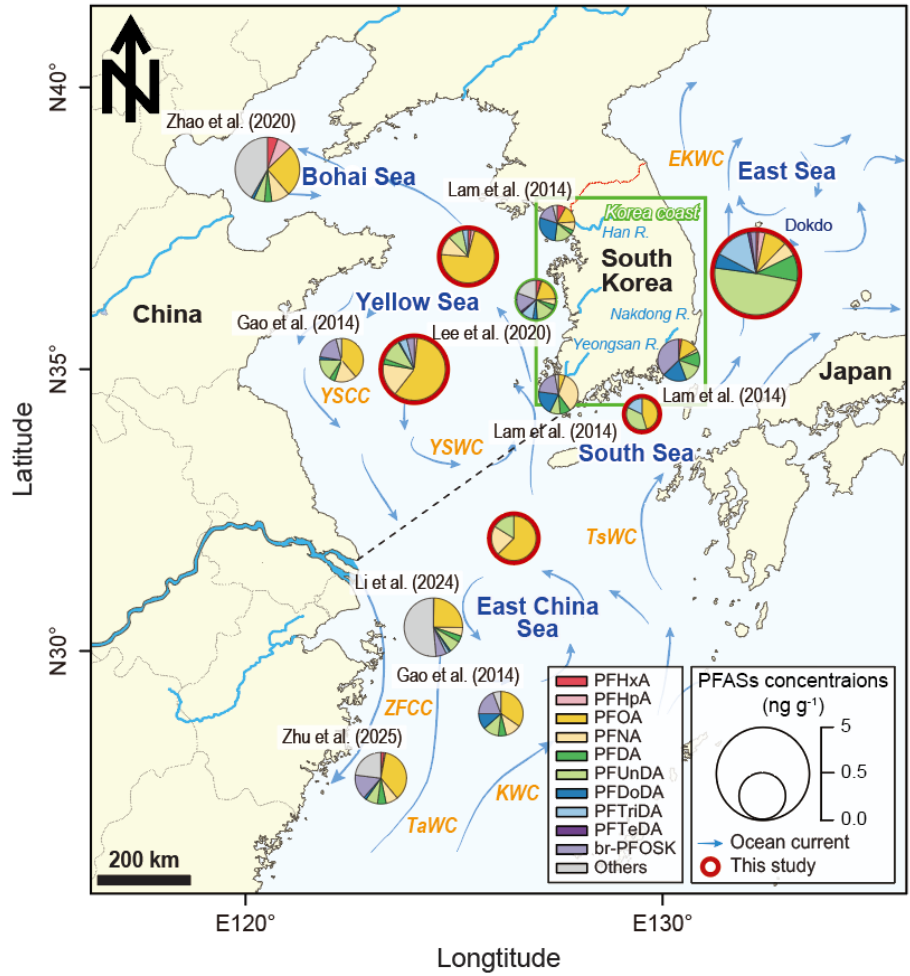 N
Zhao et al. (2020)
Bohai Sea
EKWC
East Sea
Lam et al. (2014)
Korea coast
Han R.
Dokdo
South
Korea
China
Yellow Sea
Gao et al. (2014)
Lee et al. (2020)
Nakdong R.
Yeongsan R.
YSCC
Japan
Lam et al. (2014)
Lam et al. (2014)
YSWC
South Sea
TsWC
Li et al. (2024)
East China
Sea
Gao et al. (2014)
ZFCC
Zhu et al. (2025)
KWC
TaWC
200 km
PFHxA
PFHpA
PFOA
PFNA
PFDA
PFUnDA
PFDoDA
PFTriDA
PFTeDA
br-PFOSK
Others
PFASs concentraions
(ng g⁻¹)
5
0.5
0.0
Ocean current
This study
N40°
N35°
N30°
Latitude
E120°
E130°
Longtitude